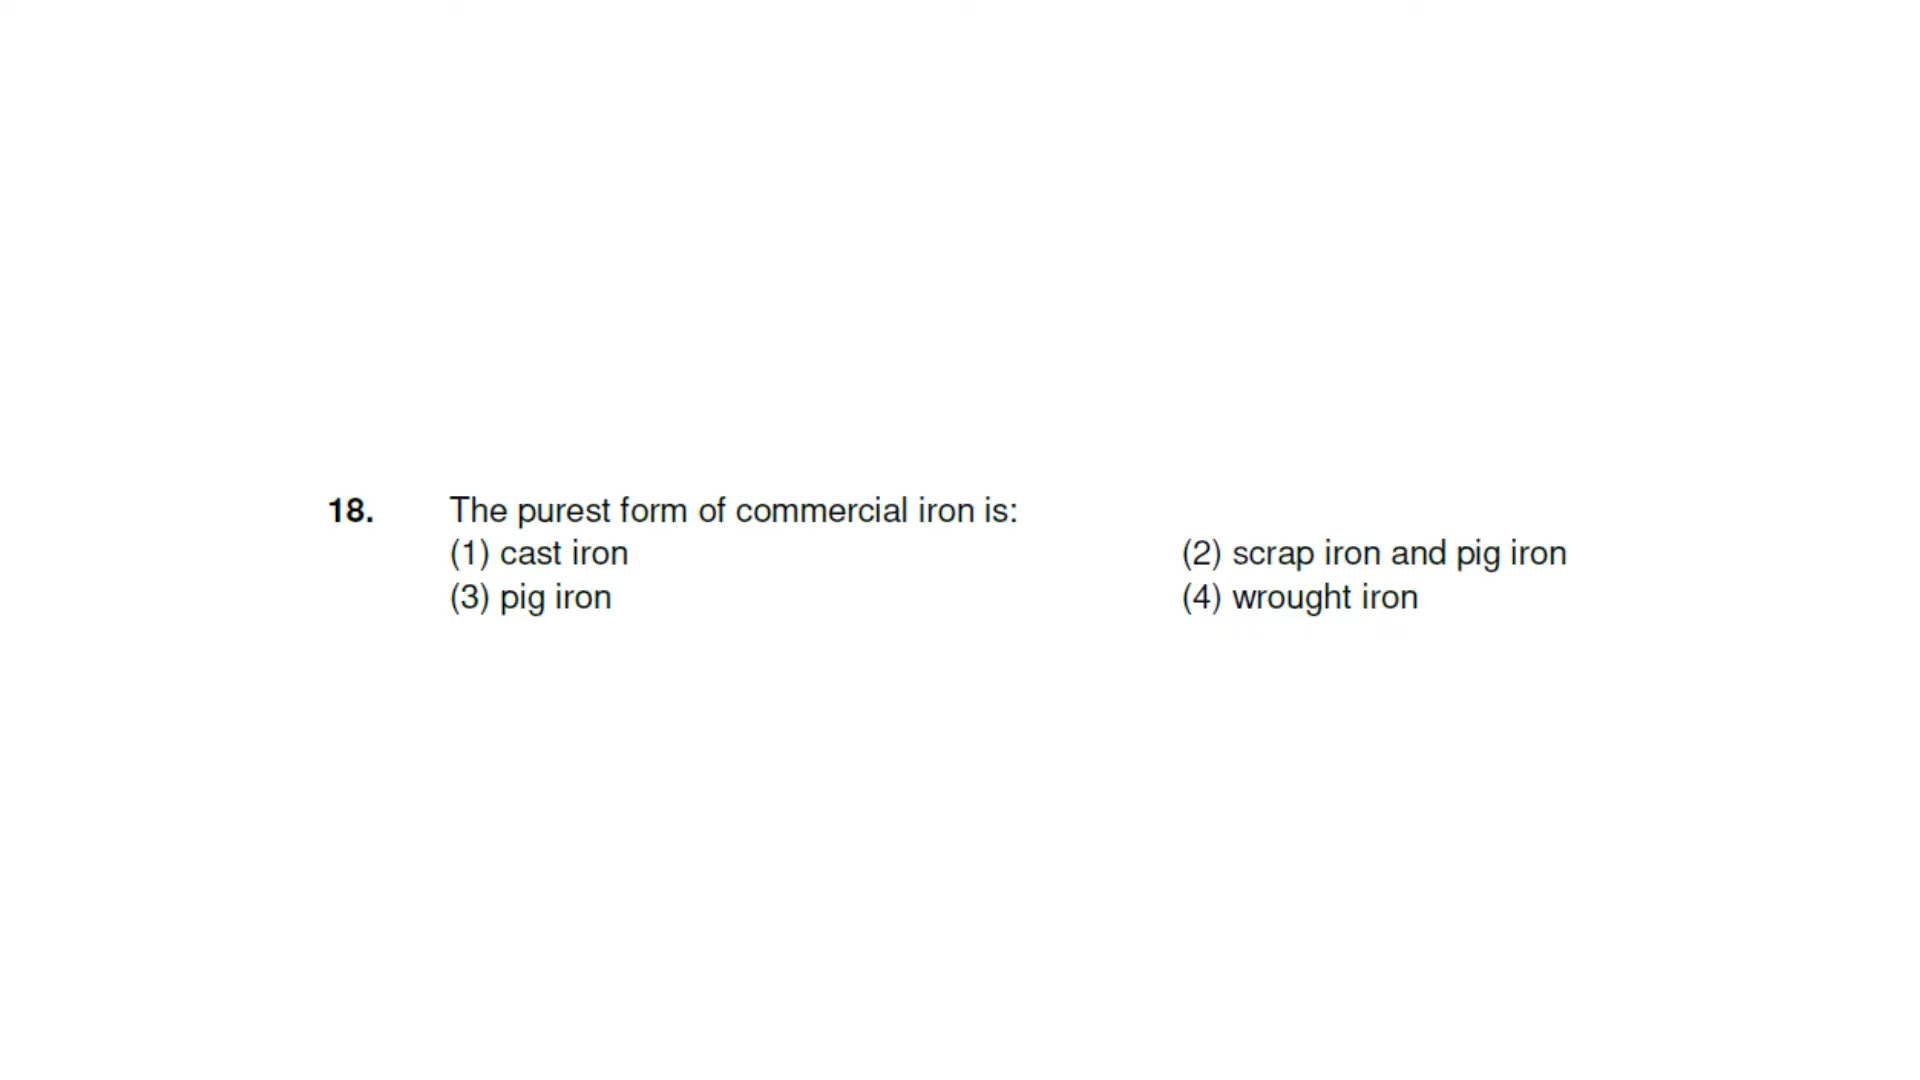 18. The purest form of commercial iron is:
(1) cast iron (2) scrap iron and pig iron
(3) pig iron (4) wrought iron